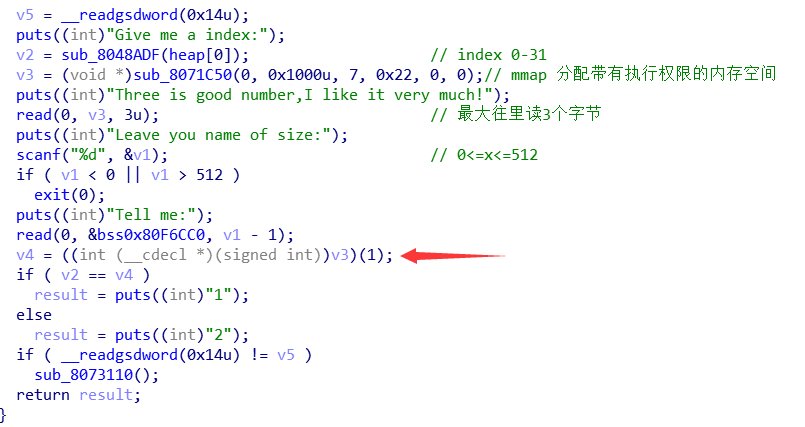 v5 = __readgsdword(0x14u);
puts((int)"Give me a index:");
v2 = sub_8048ADF(heap[0]); // index 0-31
v3 = (void *)sub_8071C50(0, 0x1000u, 7, 0x22, 0, 0);// mmap 分配带有执行权限的内存空间
puts((int)"Three is good number,I like it very much!");
read(0, v3, 3u); // 最大往里读3个字节
puts((int)"Leave you name of size:");
scanf("%d", &v1); // 0<=x<=512
if ( v1 < 0 || v1 > 512 )
exit(0);
puts((int)"Tell me:");
read(0, &bss0x80F6CC0, v1 - 1);
v4 = ((int (__cdecl *)(signed int))v3)(1);
if ( v2 == v4 )
result = puts((int)"1");
else
result = puts((int)"2");
if ( __readgsdword(0x14u) != v5 )
sub_8073110();
return result;
}